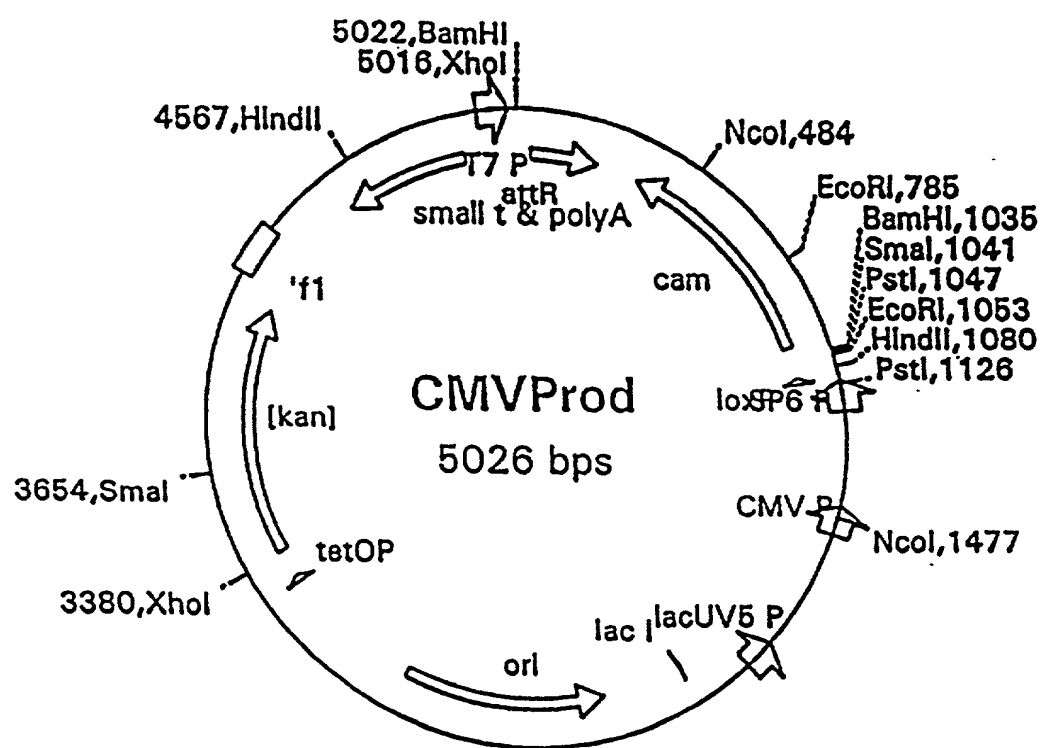 5022,BamHI
5016,XhoI
4567,HindII
NcoI,484
T7 P
attR
small t & polyA
EcoRI,785
BamHI,1035
SmaI,1041
PstI,1047
EcoRI,1053
HindII,1080
PstI,1126
cam
'f1
CMVProd
5026 bps
[kan]
SP6 P
3654,SmaI
CMV P
NcoI,1477
tetOP
3380,XhoI
lac I
lacUV5 P
ori